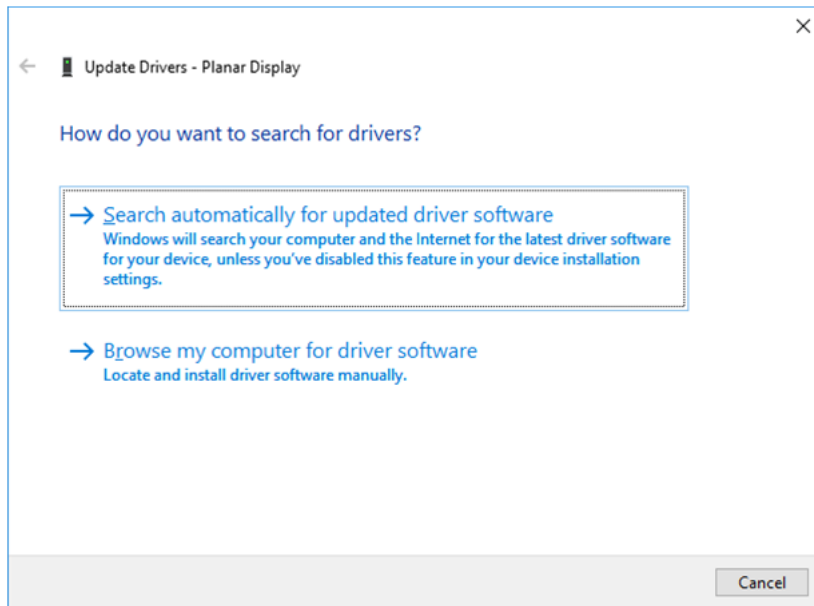 Update Drivers - Planar Display
How do you want to search for drivers?
Search automatically for updated driver software
Windows will search your computer and the Internet for the latest driver software
for your device, unless you've disabled this feature in your device installation
settings.
Browse my computer for driver software
Locate and install driver software manually.
Cancel